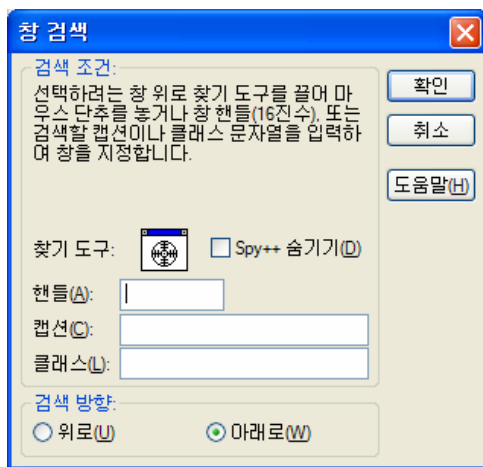 창 검색
검색 조건:
선택하려는 창 위로 찾기 도구를 끌어 마
우스 단추를 놓거나 창 핸들(16진수), 또는
검색할 캡션이나 클래스 문자열을 입력하
여 창을 지정합니다.
확인
취소
도움말(H)
찾기 도구:
Spy++ 숨기기(D)
핸들(A):
캡션(C):
클래스(L):
검색 방향:
위로(U)
아래로(W)